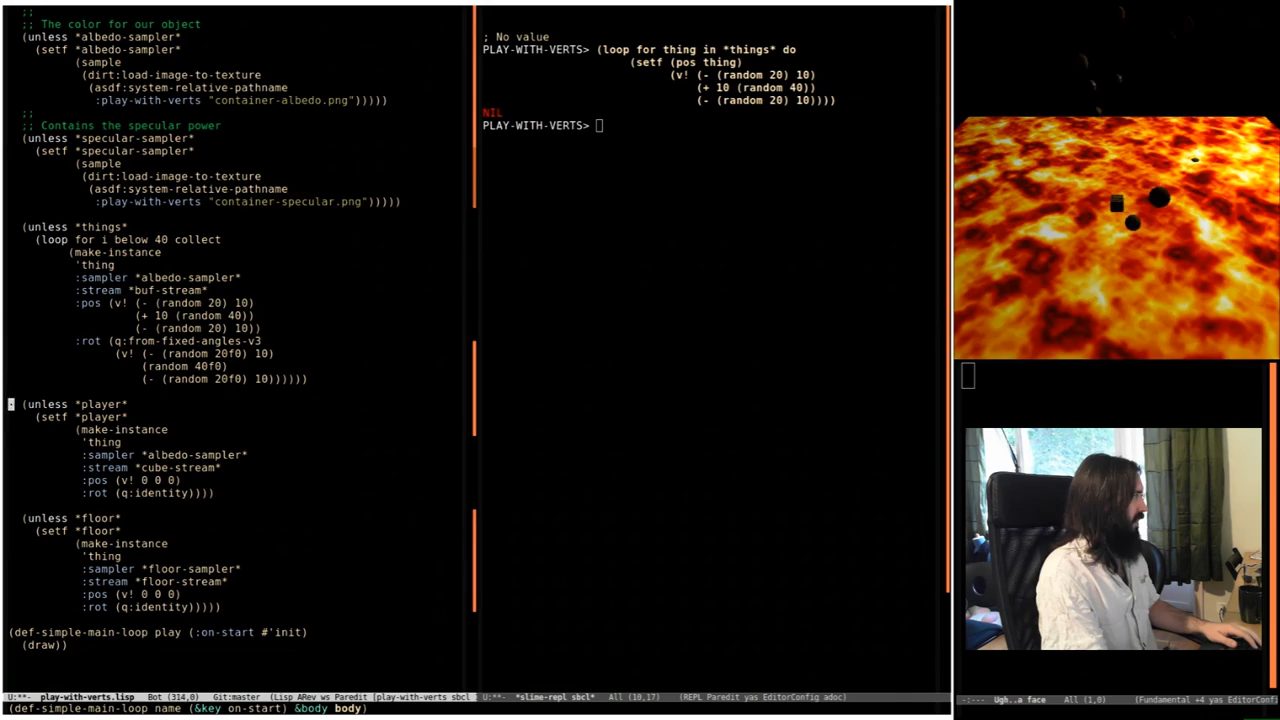 ;;
;; The color for our object
(unless *albedo-sampler*
(setf *albedo-sampler*
(sample
(dirt:load-image-to-texture
(asdf:system-relative-pathname
:play-with-verts "container-albedo.png")))))
;;
;; Contains the specular power
(unless *specular-sampler*
(setf *specular-sampler*
(sample
(dirt:load-image-to-texture
(asdf:system-relative-pathname
:play-with-verts "container-specular.png")))))
(unless *things*
(loop for i below 40 collect
(make-instance
'thing
:sampler *albedo-sampler*
:stream *buf-stream*
:pos (v! (- (random 20) 10)
(+ 10 (random 40))
(- (random 20) 10))
:rot (q:from-fixed-angles-v3
(v! (- (random 20f0) 10)
(random 40f0)
(- (random 20f0) 10))))))
(unless *player*
(setf *player*
(make-instance
'thing
:sampler *albedo-sampler*
:stream *cube-stream*
:pos (v! 0 0 0)
:rot (q:identity))))
(unless *floor*
(setf *floor*
(make-instance
'thing
:sampler *floor-sampler*
:stream *floor-stream*
:pos (v! 0 0 0)
:rot (q:identity)))))
(def-simple-main-loop play (:on-start #'init)
(draw))
U:**- play-with-verts.lisp Bot (314,0) Git:master (Lisp ARev ws Paredit [play-with-verts sbcl
(def-simple-main-loop name (&key on-start) &body body)
; No value
PLAY-WITH-VERTS> (loop for thing in *things* do
(setf (pos thing)
(v! (- (random 20) 10)
(+ 10 (random 40))
(- (random 20) 10))))
NIL
PLAY-WITH-VERTS>
U:**- *slime-repl sbcl* All (10,17) (REPL Paredit yas EditorConfig adoc)
-:--- Ugh..a face All (1,0) (Fundamental +4 yas EditorConfi